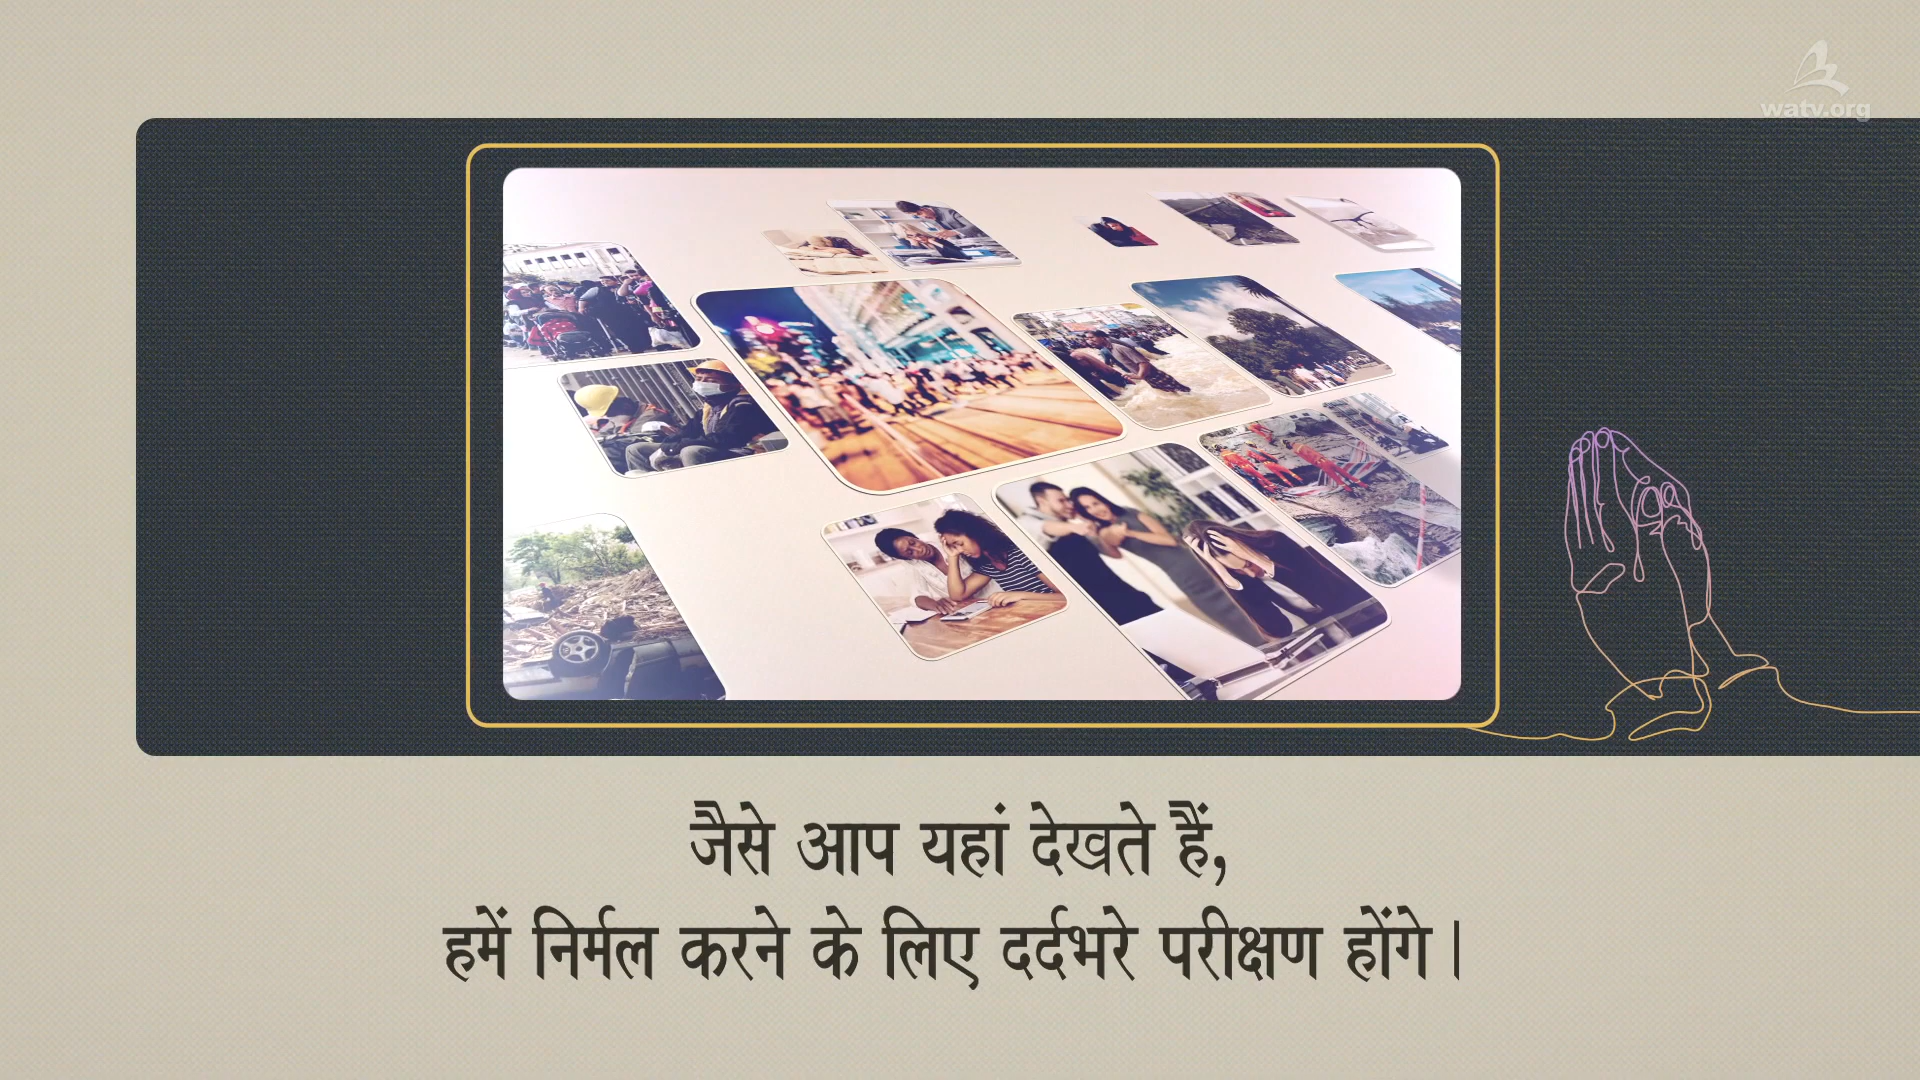 watv.org
जैसे आप यहां देखते हैं,
हमें निर्मल करने के लिए दर्दभरे परीक्षण होंगे।